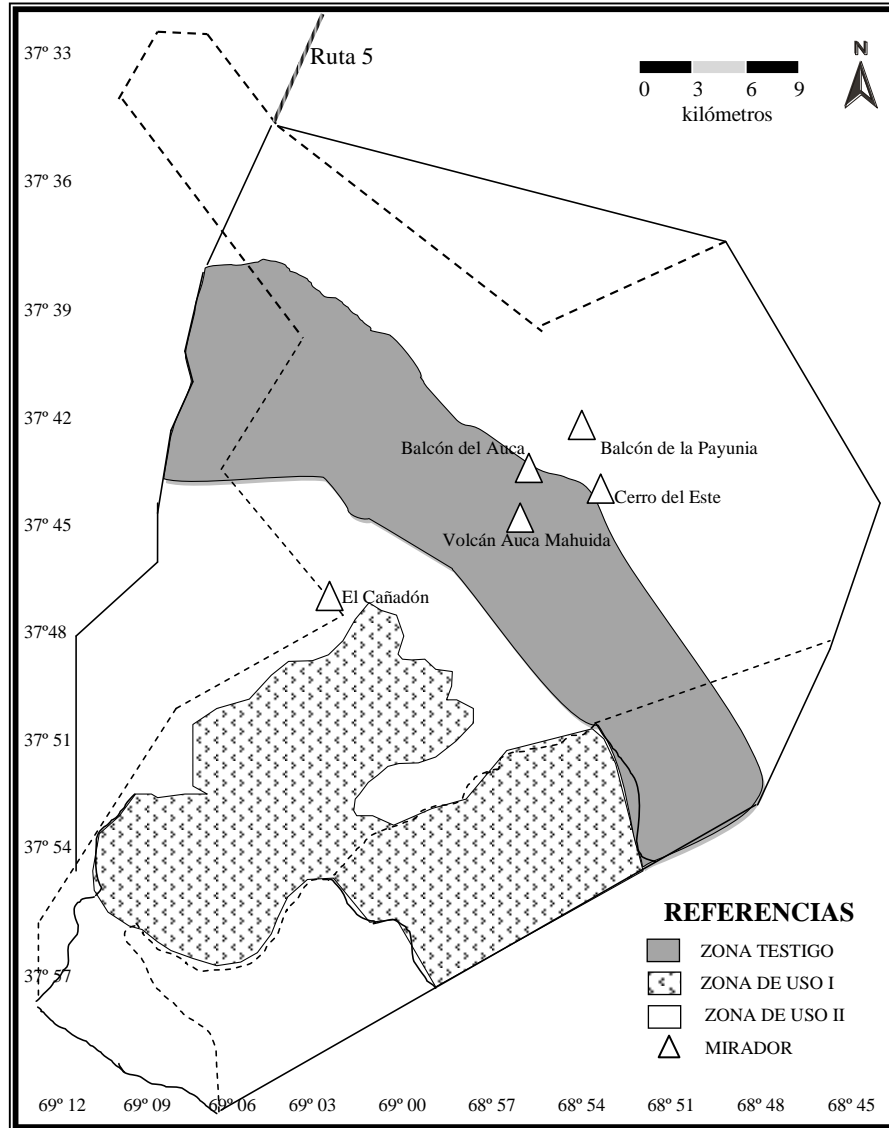 37º 33
Ruta 5
N
0 3 6 9
kilómetros
37º 36
37º 39
37º 42
Balcón del Auca
Balcón de la Payunia
Cerro del Este
37º 45
Volcán Auca Mahuida
El Cañadón
37º48
37º 51
37º 54
REFERENCIAS
ZONA TESTIGO
37º 57
ZONA DE USO I
ZONA DE USO II
MIRADOR
69º 12 69º 09 69º 06 69º 03 69º 00 68º 57 68º 54 68º 51 68º 48 68º 45